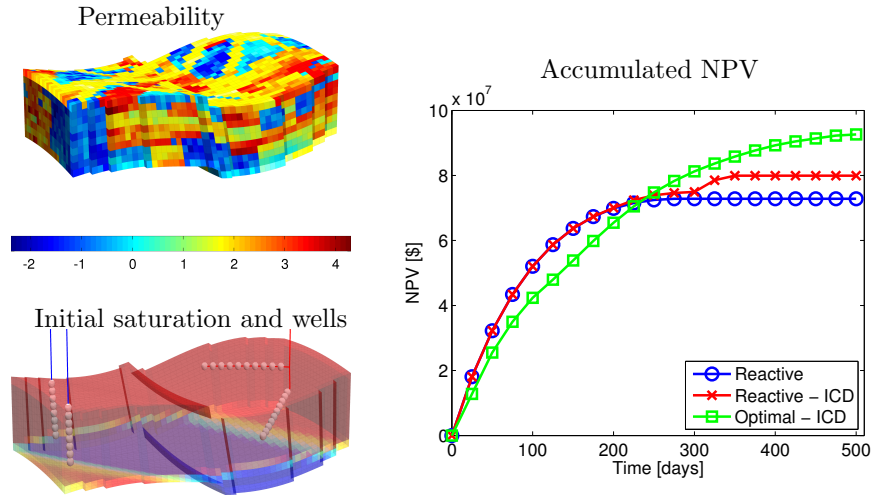 Permeability
-2 -1 0 1 2 3 4
Initial saturation and wells
Accumulated NPV
x 10^7
10
8
6
4
2
0
NPV [$]
0 100 200 300 400 500
Time [days]
Reactive
Reactive − ICD
Optimal − ICD